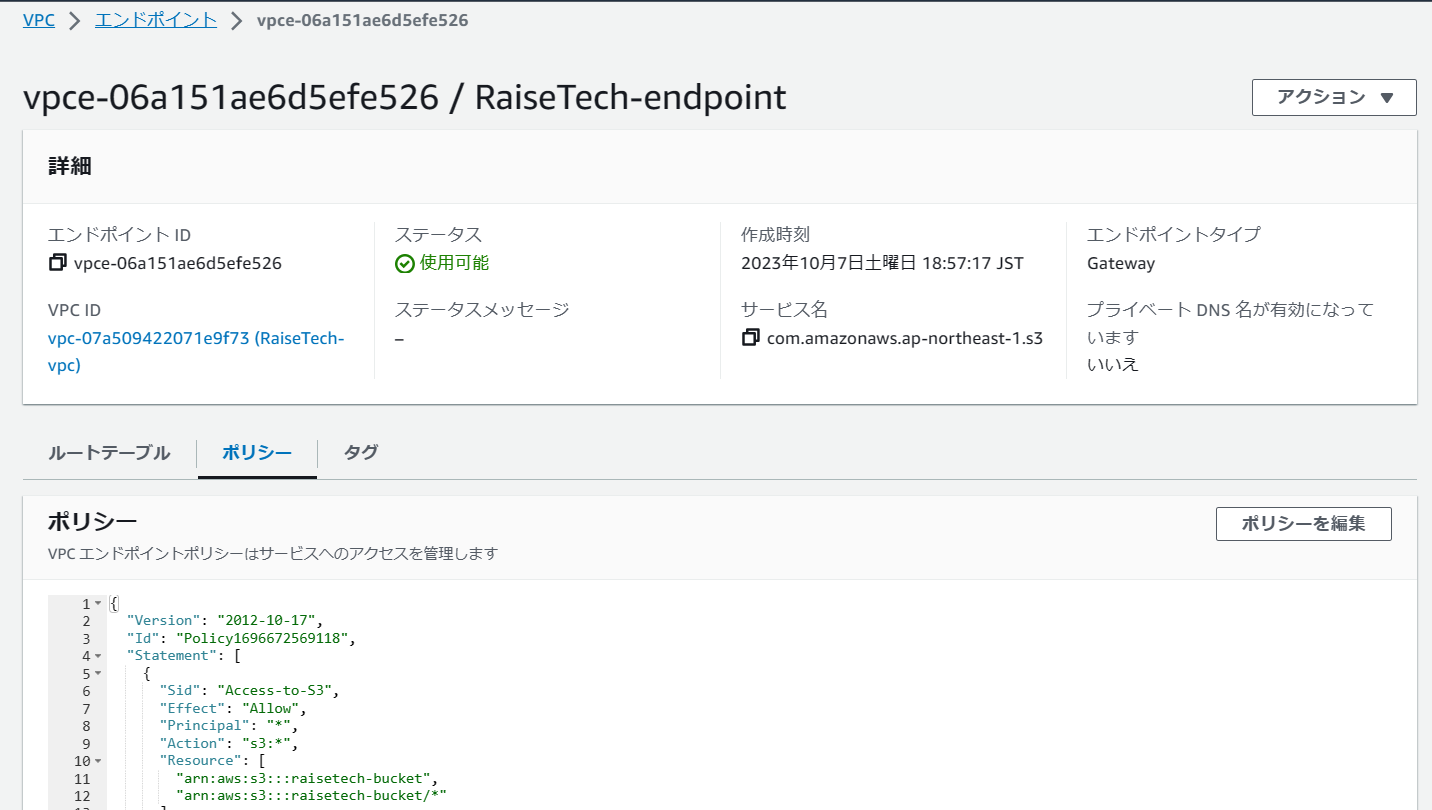 VPC > エンドポイント > vpce-06a151ae6d5efe526
vpce-06a151ae6d5efe526 / RaiseTech-endpoint
アクション ▼
詳細
エンドポイント ID
vpce-06a151ae6d5efe526
VPC ID
vpc-07a509422071e9f73 (RaiseTech-
vpc)
ステータス
使用可能
ステータスメッセージ
–
作成時刻
2023年10月7日土曜日 18:57:17 JST
サービス名
com.amazonaws.ap-northeast-1.s3
エンドポイントタイプ
Gateway
プライベート DNS 名が有効になって
います
いいえ
ルートテーブル ポリシー タグ
ポリシー
ポリシーを編集
VPC エンドポイントポリシーはサービスへのアクセスを管理します
1 {
2 "Version": "2012-10-17",
3 "Id": "Policy1696672569118",
4 "Statement": [
5 {
6 "Sid": "Access-to-S3",
7 "Effect": "Allow",
8 "Principal": "*",
9 "Action": "s3:*",
10 "Resource": [
11 "arn:aws:s3:::raisetech-bucket",
12 "arn:aws:s3:::raisetech-bucket/*"